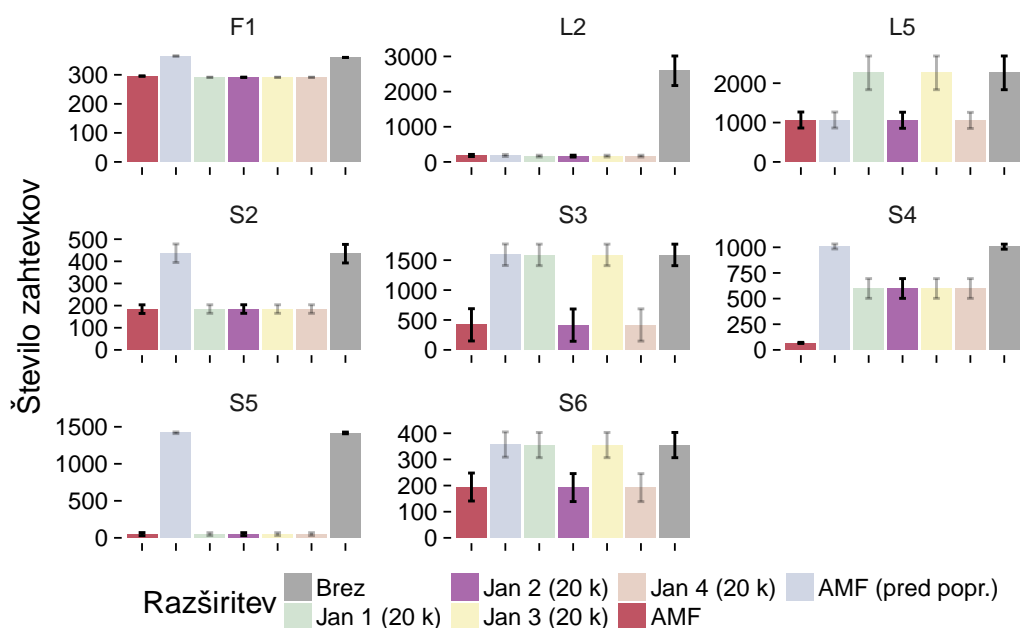 F1
L2
L5
300
200
100
0
3000
2000
1000
0
2000
1000
0
S2
S3
S4
500
400
300
200
100
0
1500
1000
500
0
1000
750
500
250
0
S5
S6
1500
1000
500
0
400
300
200
100
0
Število zahtevkov
Razširitev
Brez
Jan 1 (20 k)
Jan 2 (20 k)
Jan 3 (20 k)
Jan 4 (20 k)
AMF
AMF (pred popr.)